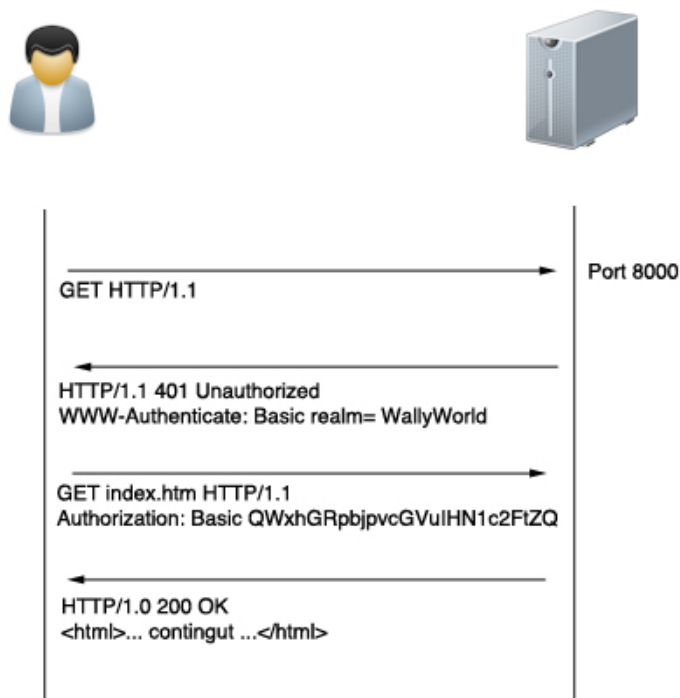 Port 8000
GET HTTP/1.1
HTTP/1.1 401 Unauthorized
WWW-Authenticate: Basic realm= WallyWorld
GET index.htm HTTP/1.1
Authorization: Basic QWxhGRpbjpvcGVuIHN1c2FtZQ
HTTP/1.0 200 OK
<html>... contingut ...</html>